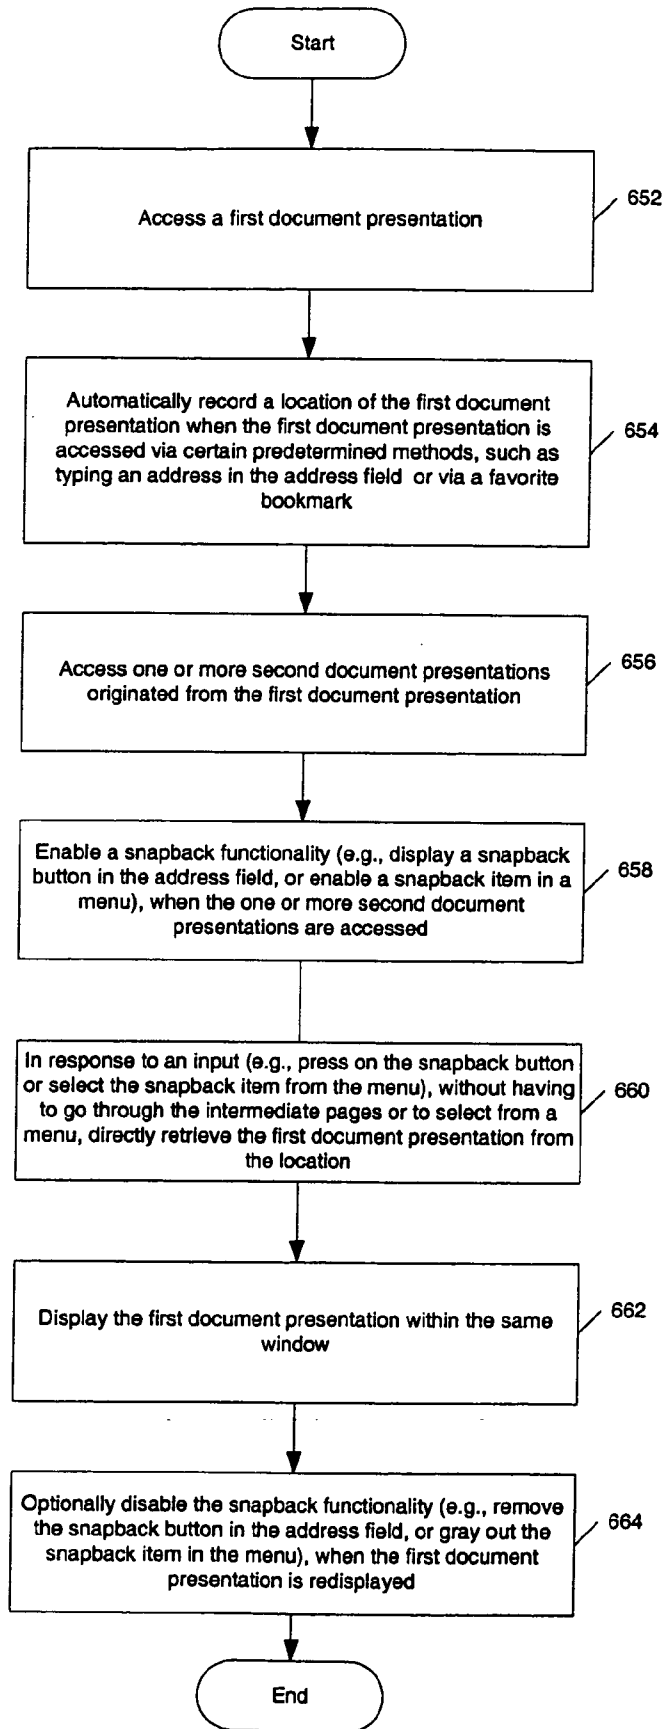 Start
Access a first document presentation
652
Automatically record a location of the first document
presentation when the first document presentation is
accessed via certain predetermined methods, such as
typing an address in the address field or via a favorite
bookmark
654
Access one or more second document presentations
originated from the first document presentation
656
Enable a snapback functionality (e.g., display a snapback
button in the address field, or enable a snapback item in a
menu), when the one or more second document
presentations are accessed
658
In response to an input (e.g., press on the snapback button
or select the snapback item from the menu), without having
to go through the intermediate pages or to select from a
menu, directly retrieve the first document presentation from
the location
660
Display the first document presentation within the same
window
662
Optionally disable the snapback functionality (e.g., remove
the snapback button in the address field, or gray out the
snapback item in the menu), when the first document
presentation is redisplayed
664
End